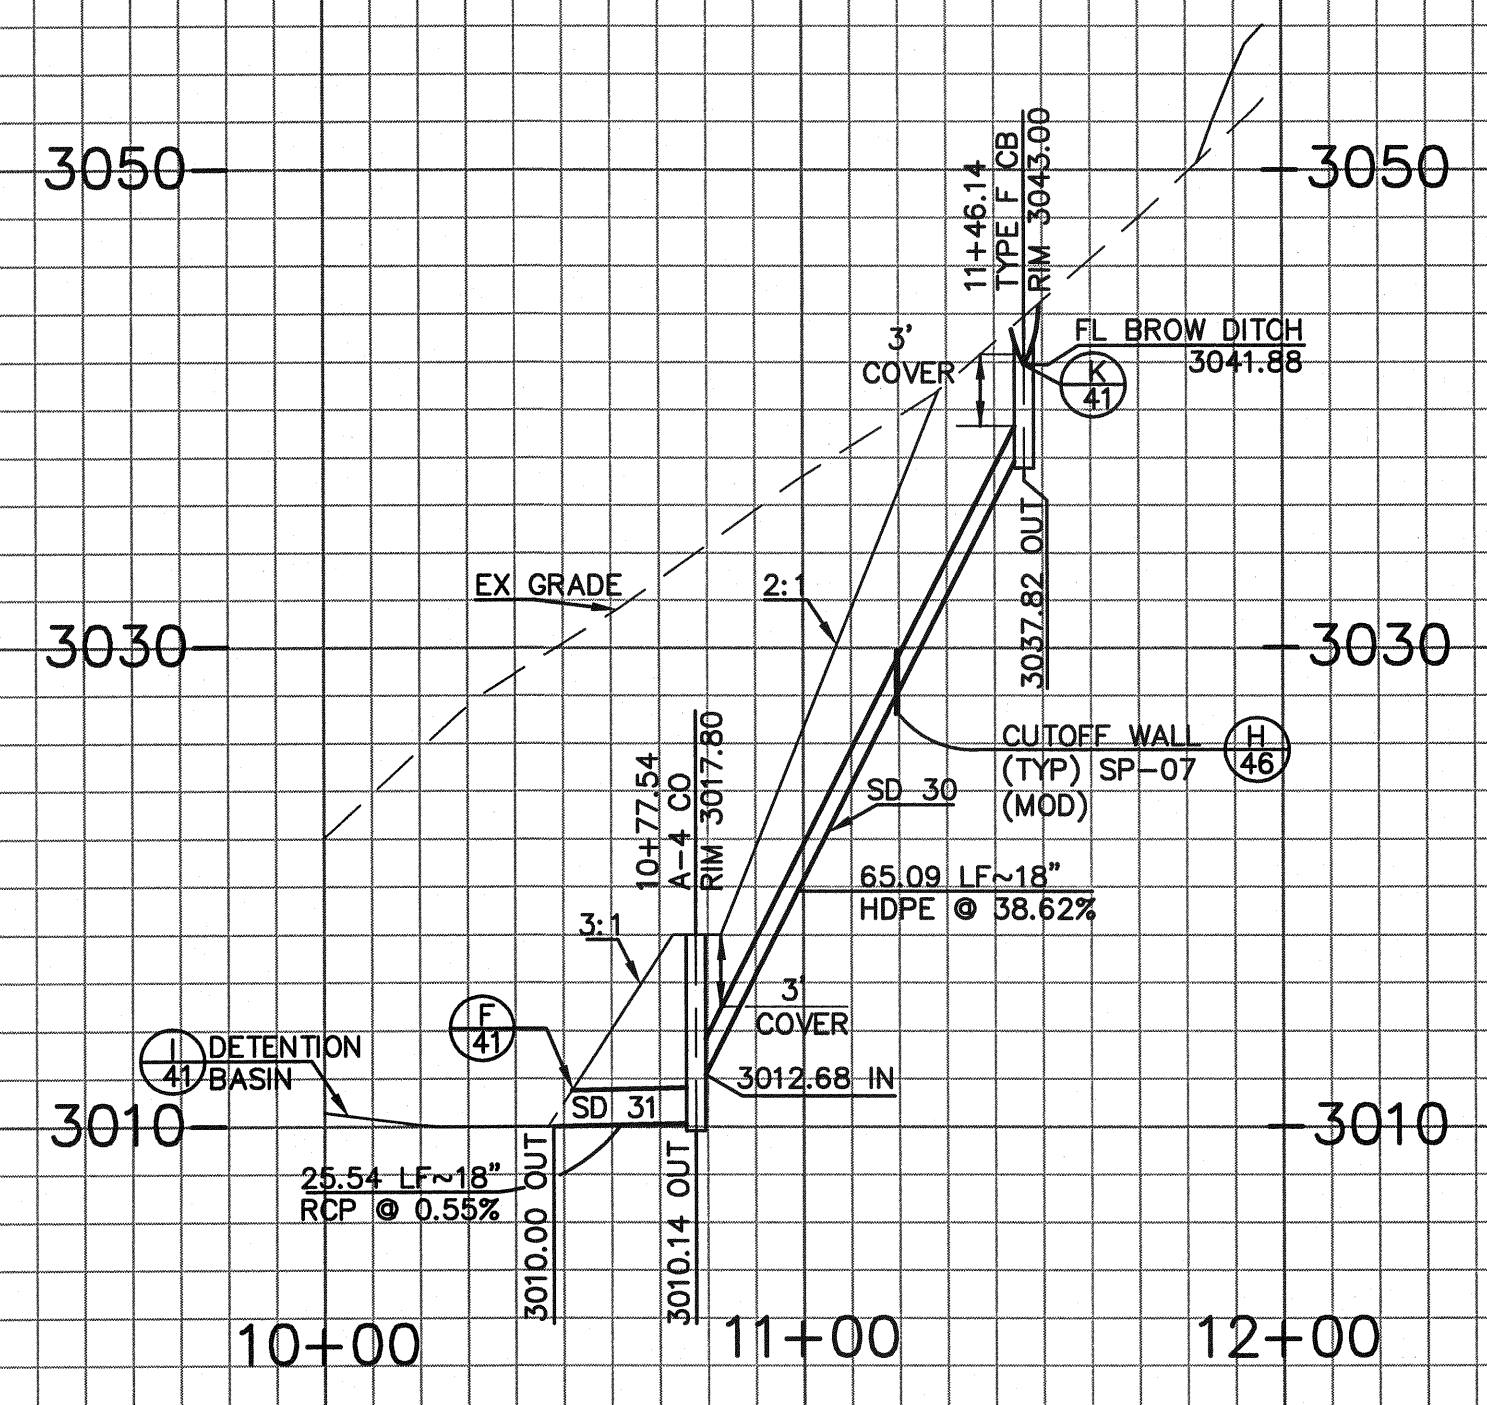 3050
3050
11+46.14
TYPE F CB
RIM 3043.00
3'
COVER
FL BROW DITCH
3041.88
K
41
EX GRADE
2:1
3030
3030
3037.82 OUT
10+77.54
A-4 CO
RIM 3017.80
CUTOFF WALL
(TYP) SP-07
(MOD)
H
46
SD 30
65.09 LF~18"
HDPE @ 38.62%
3:1
3'
COVER
F
41
I
41
DETENTION
BASIN
3012.68 IN
SD 31
3010
3010
25.54 LF~18"
RCP @ 0.55%
3010.00 OUT
3010.14 OUT
10+00
11+00
12+00